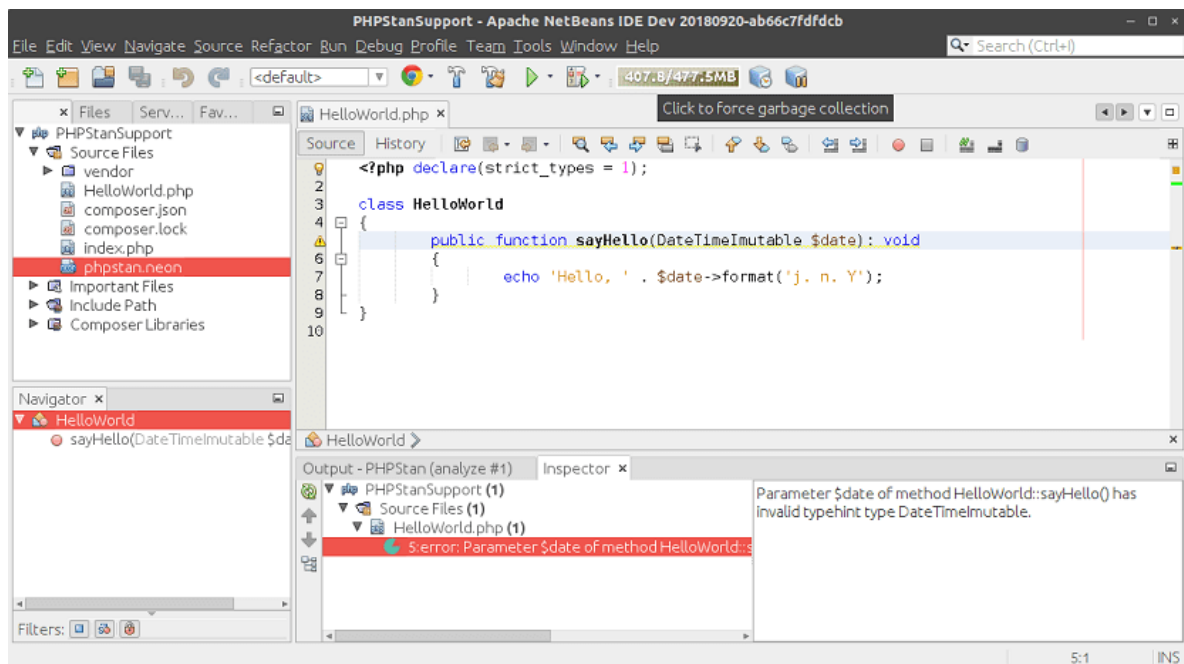 PHPStanSupport - Apache NetBeans IDE Dev 20180920-ab66c7fdfdcb
File Edit View Navigate Source Refactor Run Debug Profile Team Tools Window Help
Search (Ctrl+I)
<default>
407.8/477.5MB
Click to force garbage collection
Files Serv... Fav...
PHPStanSupport
Source Files
vendor
HelloWorld.php
composer.json
composer.lock
index.php
phpstan.neon
Important Files
Include Path
Composer Libraries
Navigator
HelloWorld
sayHello(DateTimeImutable $da
Filters:
HelloWorld.php
Source History
<?php declare(strict_types = 1);
2
3 class HelloWorld
4 {
public function sayHello(DateTimeImutable $date): void
6 {
7 echo 'Hello, ' . $date->format('j. n. Y');
8 }
9 }
10
HelloWorld
Output - PHPStan (analyze #1) Inspector
PHPStanSupport (1)
Source Files (1)
HelloWorld.php (1)
5:error: Parameter $date of method HelloWorld::s
Parameter $date of method HelloWorld::sayHello() has
invalid typehint type DateTimeImutable.
5:1 INS